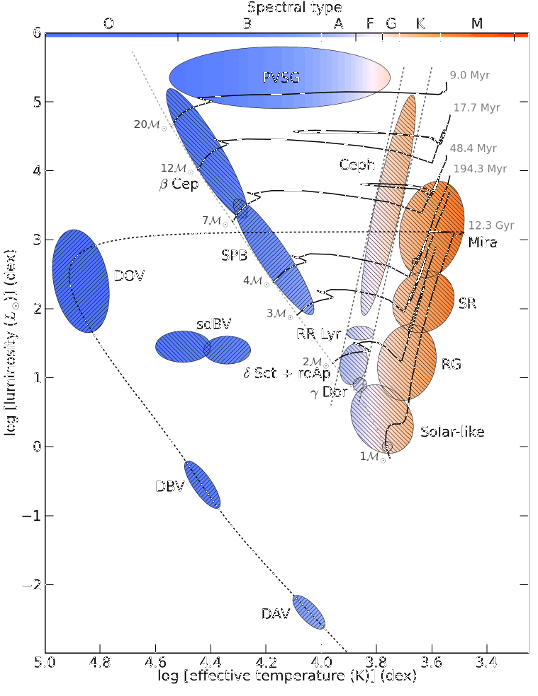 Spectral type
O B A F G K M
6
PVSG
9.0 Myr
5
17.7 Myr
20ℳ☉
48.4 Myr
4
12ℳ☉
Ceph
194.3 Myr
β Cep
7ℳ☉
12.3 Gyr
3
SPB
Mira
DOV
4ℳ☉
SR
2
3ℳ☉
sdBV
RR Lyr
2ℳ☉
RG
δ Sct + roAp
1
γ Dor
Solar-like
1ℳ☉
0
DBV
−1
−2
DAV
5.0 4.8 4.6 4.4 4.2 4.0 3.8 3.6 3.4
log [effective temperature (K)] (dex)
log [luminosity (L☉)] (dex)